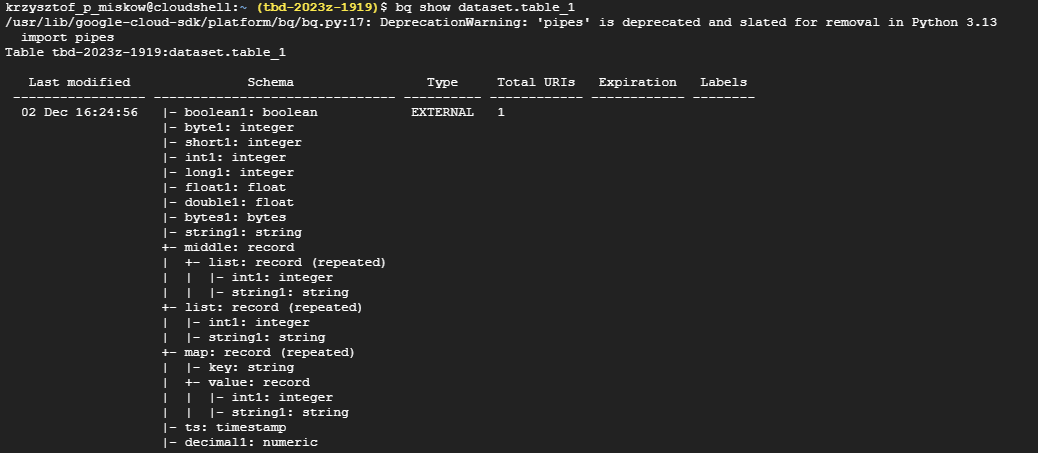 krzysztof_p_miskow@cloudshell:~ (tbd-2023z-1919)$ bq show dataset.table_1
/usr/lib/google-cloud-sdk/platform/bq/bq.py:17: DeprecationWarning: 'pipes' is deprecated and slated for removal in Python 3.13
  import pipes
Table tbd-2023z-1919:dataset.table_1

   Last modified               Schema                 Type     Total URIs   Expiration   Labels
 ----------------- ------------------------------- ---------- ------------ ------------ --------
  02 Dec 16:24:56   |- boolean1: boolean            EXTERNAL   1
                    |- byte1: integer
                    |- short1: integer
                    |- int1: integer
                    |- long1: integer
                    |- float1: float
                    |- double1: float
                    |- bytes1: bytes
                    |- string1: string
                    +- middle: record
                    |  +- list: record (repeated)
                    |  |  |- int1: integer
                    |  |  |- string1: string
                    +- list: record (repeated)
                    |  |- int1: integer
                    |  |- string1: string
                    +- map: record (repeated)
                    |  |- key: string
                    |  +- value: record
                    |  |  |- int1: integer
                    |  |  |- string1: string
                    |- ts: timestamp
                    |- decimal1: numeric